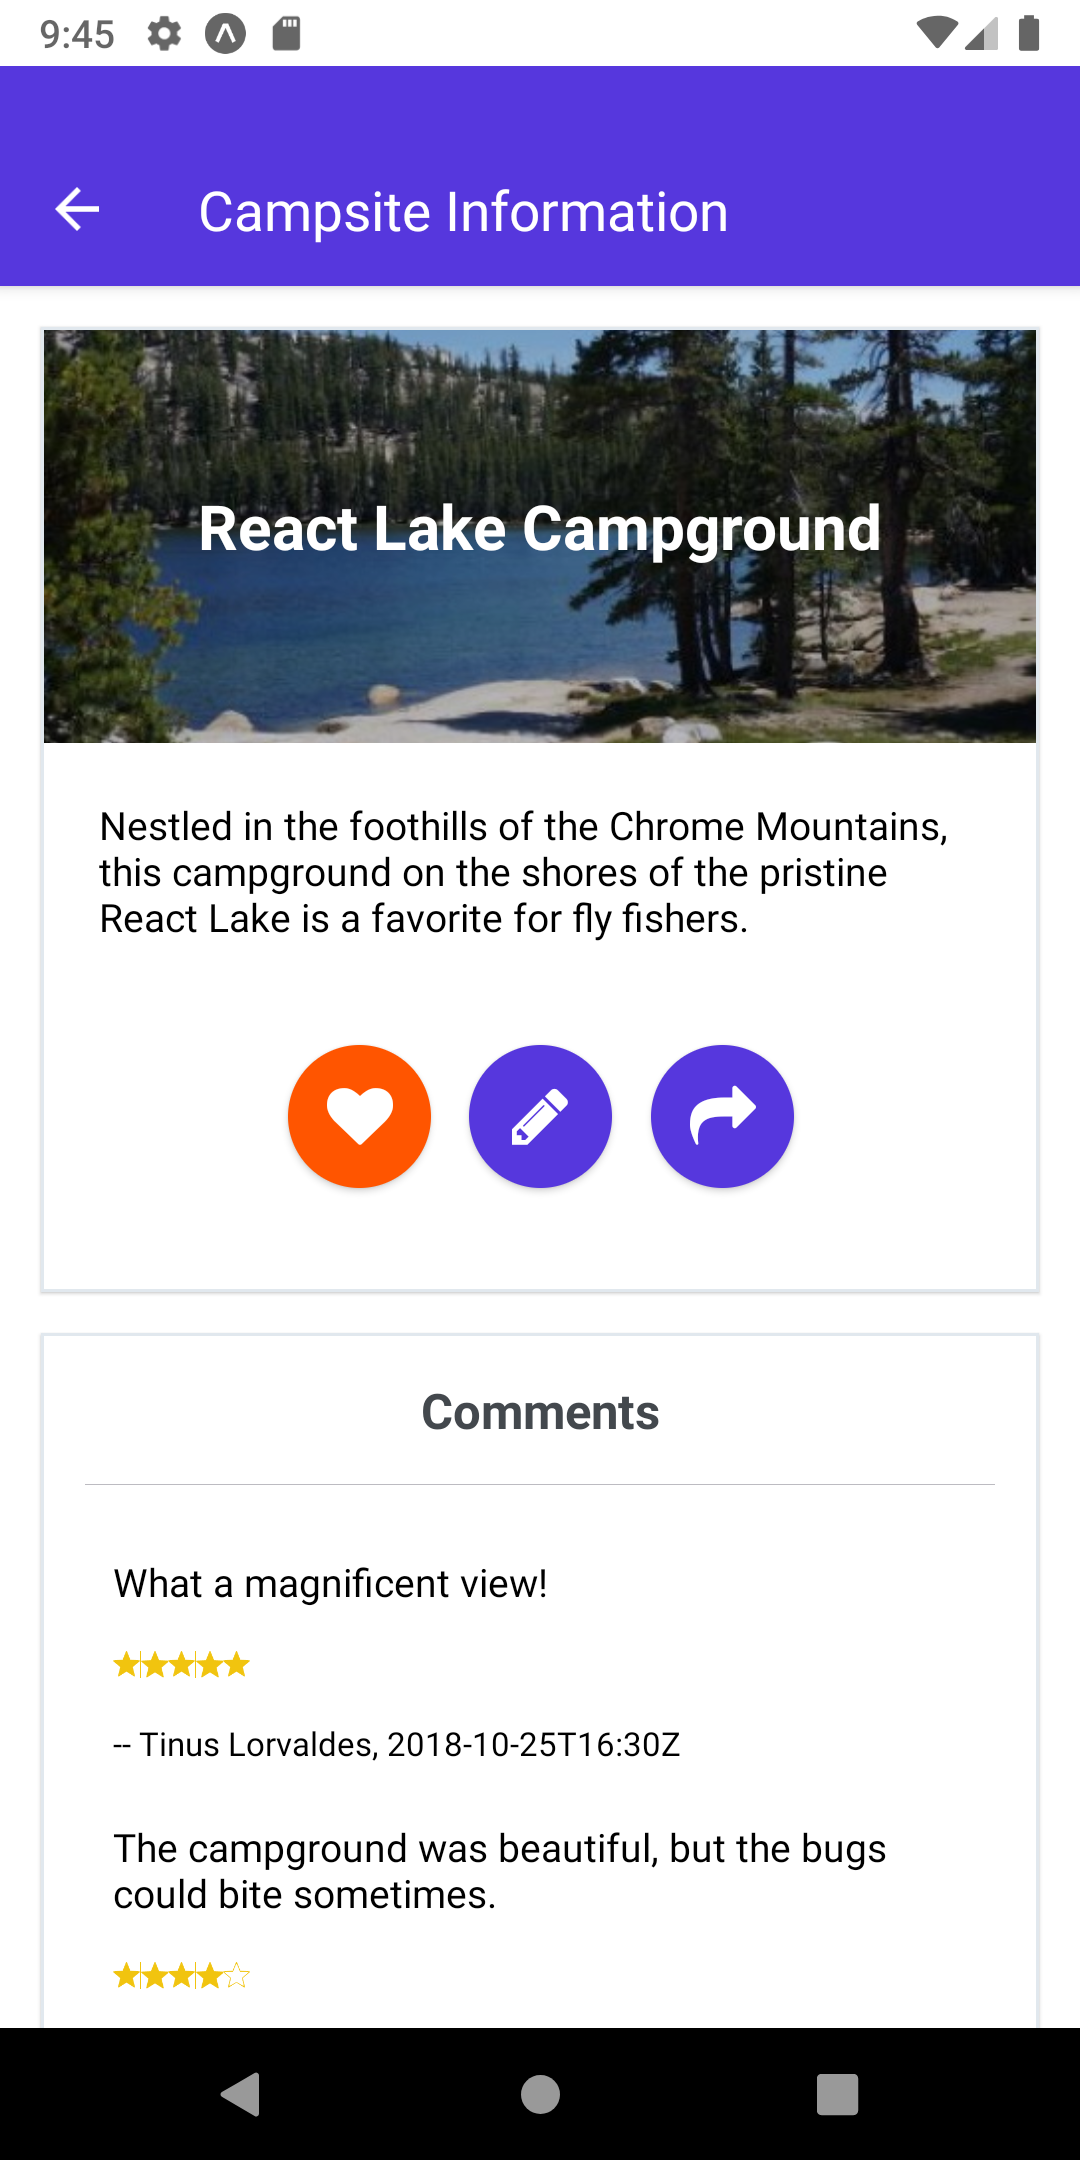 9:45
Campsite Information
React Lake Campground
Nestled in the foothills of the Chrome Mountains,
this campground on the shores of the pristine
React Lake is a favorite for fly fishers.
Comments
What a magnificent view!
-- Tinus Lorvaldes, 2018-10-25T16:30Z
The campground was beautiful, but the bugs
could bite sometimes.